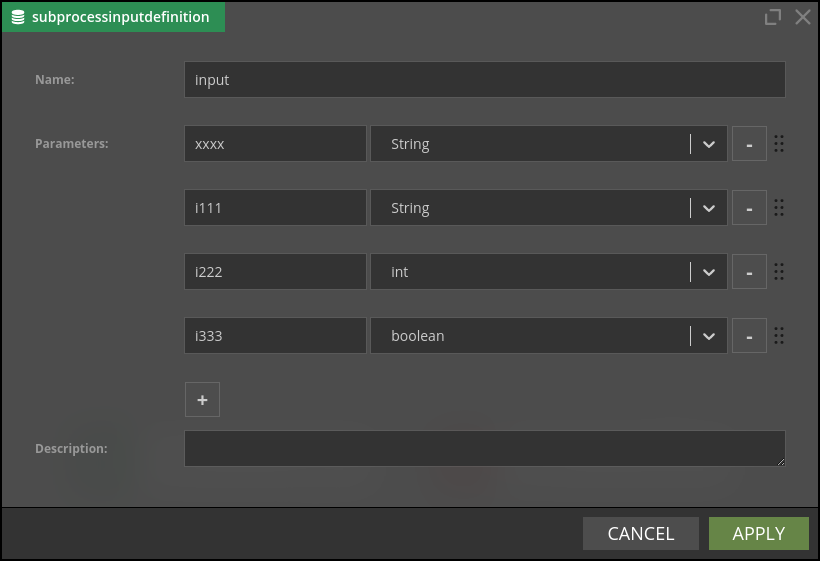 subprocessinputdefinition
Name:
input
Parameters:
xxxx String -
i111 String -
i222 int -
i333 boolean -
+
Description:
CANCEL APPLY